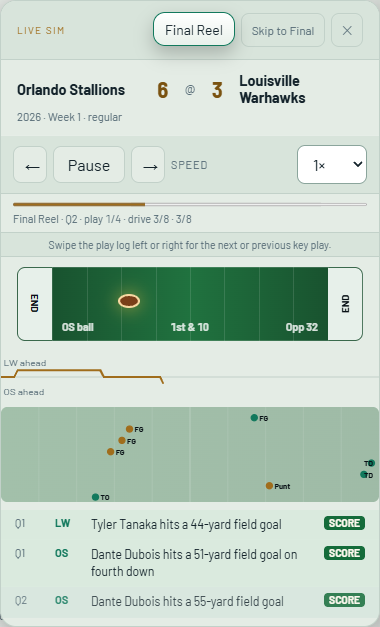 LIVE SIM
Final Reel
Skip to Final
×
Orlando Stallions
6
@
3
Louisville
Warhawks
2026 · Week 1 · regular
←
Pause
→
SPEED
1×
Final Reel · Q2 · play 1/4 · drive 3/8 · 3/8
Swipe the play log left or right for the next or previous key play.
END
OS ball
1st & 10
Opp 32
END
LW ahead
OS ahead
FG
FG
FG
FG
TD
TD
Punt
TO
Q1 LW Tyler Tanaka hits a 44-yard field goal SCORE
Q1 OS Dante Dubois hits a 51-yard field goal on SCORE
fourth down
Q2 OS Dante Dubois hits a 55-yard field goal SCORE